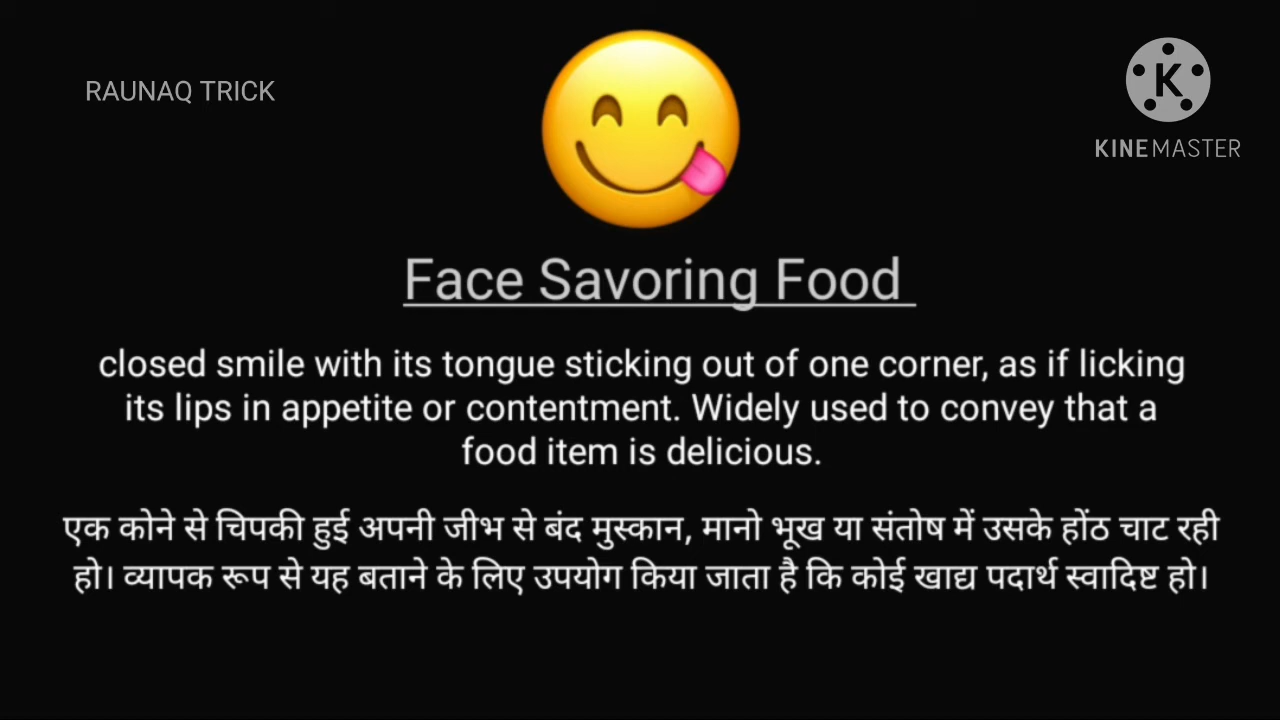 RAUNAQ TRICK
K
KINEMASTER
Face Savoring Food
closed smile with its tongue sticking out of one corner, as if licking
its lips in appetite or contentment. Widely used to convey that a
food item is delicious.
एक कोने से चिपकी हुई अपनी जीभ से बंद मुस्कान, मानो भूख या संतोष में उसके होंठ चाट रही
हो। व्यापक रूप से यह बताने के लिए उपयोग किया जाता है कि कोई खाद्य पदार्थ स्वादिष्ट हो।